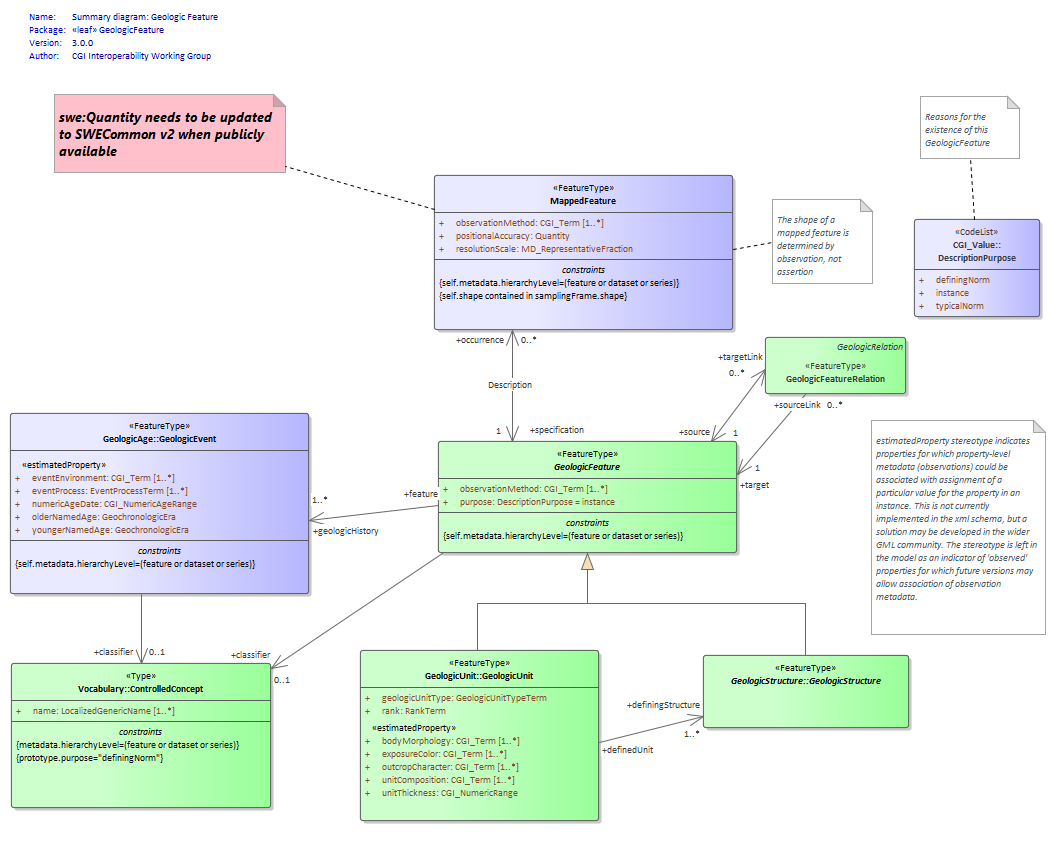 Name: Summary diagram: Geologic Feature
Package: «leaf» GeologicFeature
Version: 3.0.0
Author: CGI Interoperability Working Group
swe:Quantity needs to be updated
to SWECommon v2 when publicly
available
Reasons for the
existence of this
GeologicFeature
«FeatureType»
MappedFeature
+ observationMethod: CGI_Term [1..*]
+ positionalAccuracy: Quantity
+ resolutionScale: MD_RepresentativeFraction
constraints
{self.metadata.hierarchyLevel=(feature or dataset or series)}
{self.shape contained in samplingFrame.shape}
The shape of a
mapped feature is
determined by
observation, not
assertion
«CodeList»
CGI_Value::
DescriptionPurpose
+ definingNorm
+ instance
+ typicalNorm
+occurrence 0..*
Description
1 +specification
GeologicRelation
«FeatureType»
GeologicFeatureRelation
+targetLink
0..*
+sourceLink 0..*
+source 1
1
+target
«FeatureType»
GeologicAge::GeologicEvent
«estimatedProperty»
+ eventEnvironment: CGI_Term [1..*]
+ eventProcess: EventProcessTerm [1..*]
+ numericAgeDate: CGI_NumericAgeRange
+ olderNamedAge: GeochronologicEra
+ youngerNamedAge: GeochronologicEra
constraints
{self.metadata.hierarchyLevel=(feature or dataset or series)}
«FeatureType»
GeologicFeature
+ observationMethod: CGI_Term [1..*]
+ purpose: DescriptionPurpose = instance
constraints
{self.metadata.hierarchyLevel=(feature or dataset or series)}
+feature
1..*
+geologicHistory
estimatedProperty stereotype indicates
properties for which property-level
metadata (observations) could be
associated with assignment of a
particular value for the property in an
instance. This is not currently
implemented in the xml schema, but a
solution may be developed in the wider
GML community. The stereotype is left in
the model as an indicator of 'observed'
properties for which future versions may
allow association of observation
metadata.
+classifier 0..1
+classifier
0..1
«Type»
Vocabulary::ControlledConcept
+ name: LocalizedGenericName [1..*]
constraints
{metadata.hierarchyLevel=(feature or dataset or series)}
{prototype.purpose="definingNorm"}
«FeatureType»
GeologicUnit::GeologicUnit
+ geologicUnitType: GeologicUnitTypeTerm
+ rank: RankTerm
«estimatedProperty»
+ bodyMorphology: CGI_Term [1..*]
+ exposureColor: CGI_Term [1..*]
+ outcropCharacter: CGI_Term [1..*]
+ unitComposition: CGI_Term [1..*]
+ unitThickness: CGI_NumericRange
«FeatureType»
GeologicStructure::GeologicStructure
+definingStructure
1..*
+definedUnit